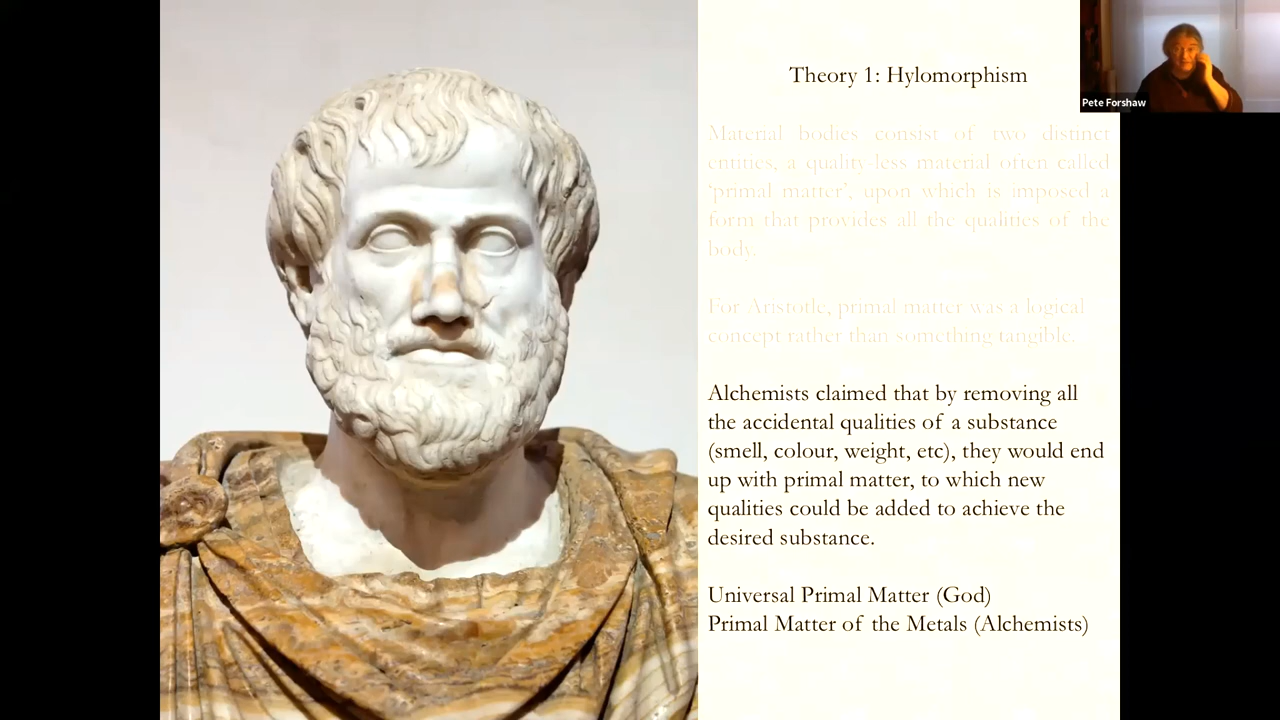 Theory 1: Hylomorphism
Pete Forshaw
Material bodies consist of two distinct
entities, a quality-less material often called
‘primal matter’, upon which is imposed a
form that provides all the qualities of the
body.
For Aristotle, primal matter was a logical
concept rather than something tangible.
Alchemists claimed that by removing all
the accidental qualities of a substance
(smell, colour, weight, etc), they would end
up with primal matter, to which new
qualities could be added to achieve the
desired substance.
Universal Primal Matter (God)
Primal Matter of the Metals (Alchemists)